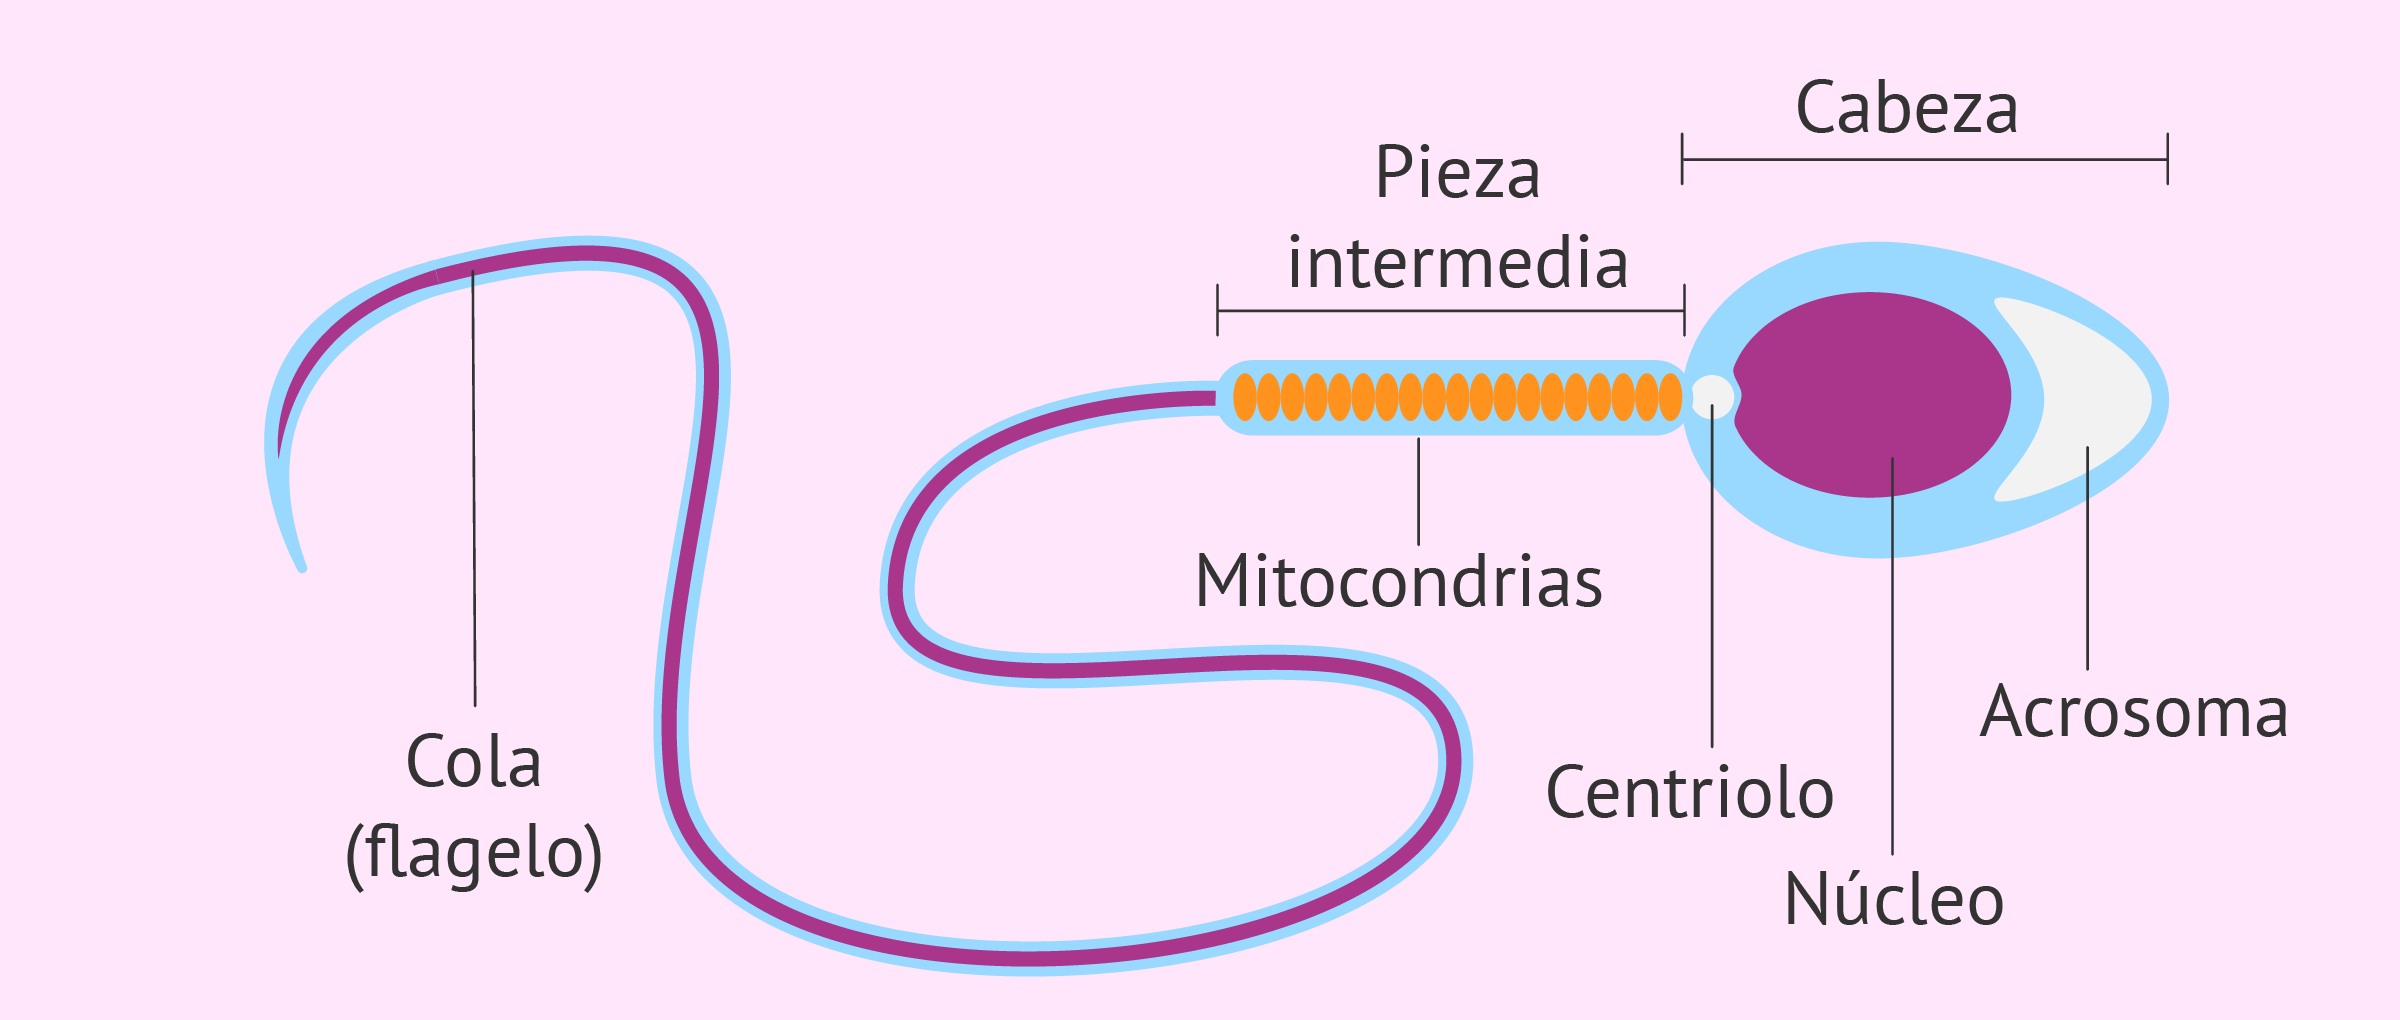 Cabeza
Pieza
intermedia
Mitocondrias
Acrosoma
Cola
(flagelo)
Centriolo
Núcleo